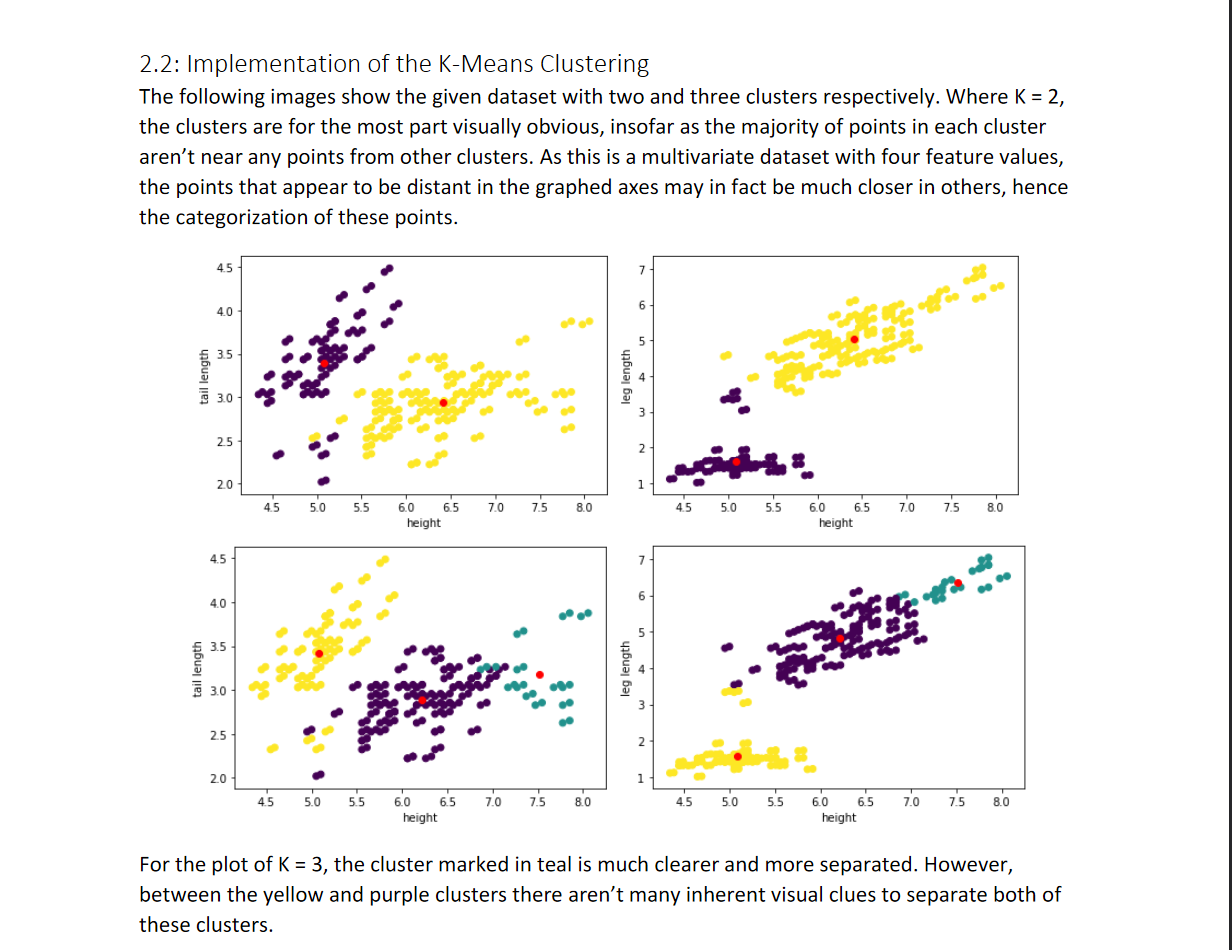 2.2: Implementation of the K-Means Clustering
The following images show the given dataset with two and three clusters respectively. Where K = 2,
the clusters are for the most part visually obvious, insofar as the majority of points in each cluster
aren’t near any points from other clusters. As this is a multivariate dataset with four feature values,
the points that appear to be distant in the graphed axes may in fact be much closer in others, hence
the categorization of these points.
4.5
4.0
3.5
3.0
2.5
2.0
tail length
4.5 5.0 5.5 6.0 6.5 7.0 7.5 8.0
height
7
6
5
4
3
2
1
leg length
4.5 5.0 5.5 6.0 6.5 7.0 7.5 8.0
height
4.5
4.0
3.5
3.0
2.5
2.0
tail length
4.5 5.0 5.5 6.0 6.5 7.0 7.5 8.0
height
7
6
5
4
3
2
1
leg length
4.5 5.0 5.5 6.0 6.5 7.0 7.5 8.0
height
For the plot of K = 3, the cluster marked in teal is much clearer and more separated. However,
between the yellow and purple clusters there aren’t many inherent visual clues to separate both of
these clusters.